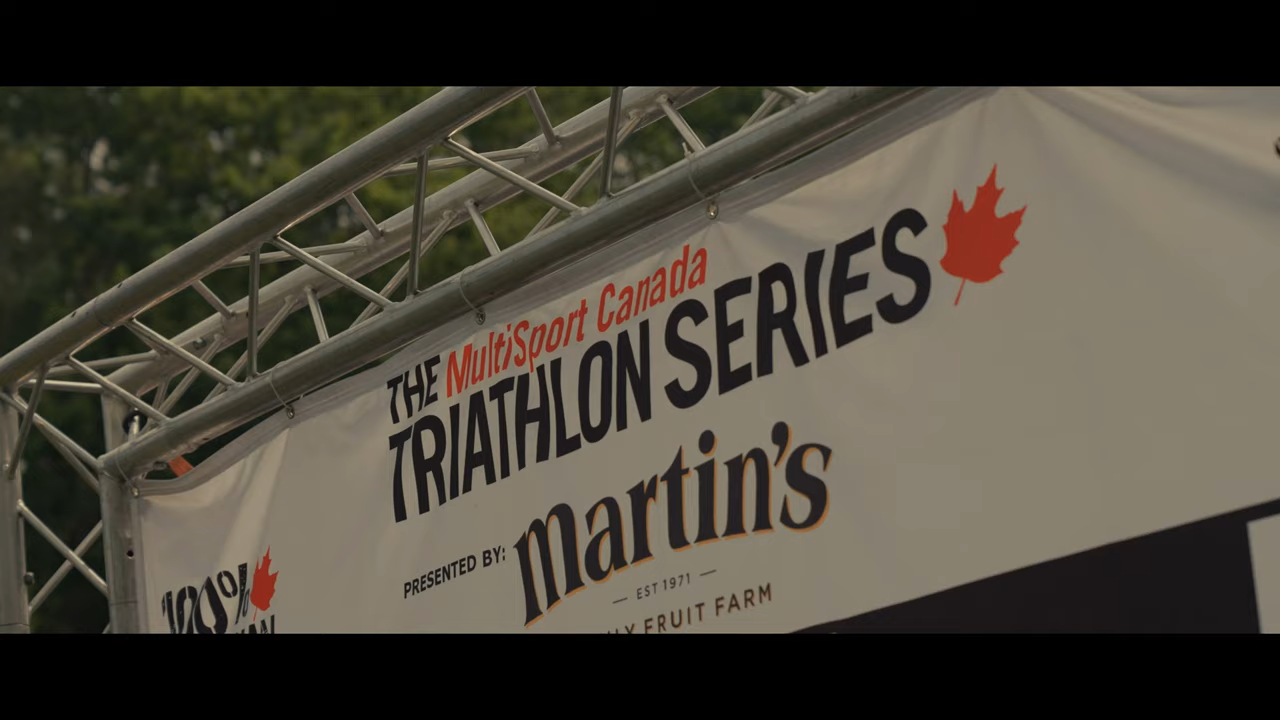 THE MultiSport Canada
TRIATHLON SERIES
PRESENTED BY: Martin's
EST 1971
FRUIT FARM
100%